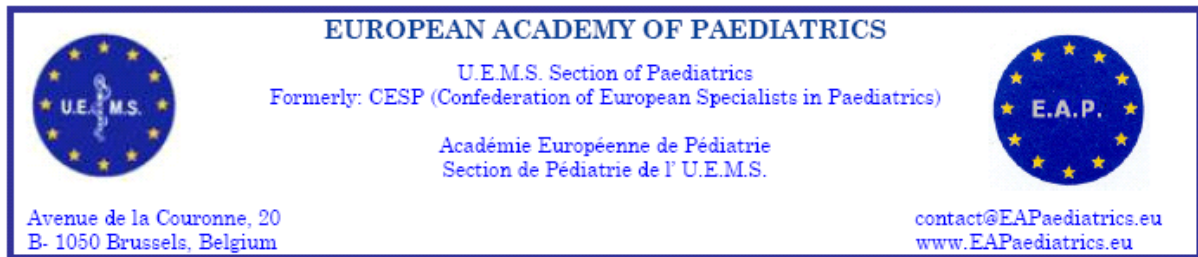 EUROPEAN ACADEMY OF PAEDIATRICS
U.E.M.S. Section of Paediatrics
Formerly: CESP (Confederation of European Specialists in Paediatrics)
U.E.M.S.
E.A.P.
Académie Européenne de Pédiatrie
Section de Pédiatrie de l' U.E.M.S.
Avenue de la Couronne, 20
B- 1050 Brussels, Belgium
contact@EAPaediatrics.eu
www.EAPaediatrics.eu